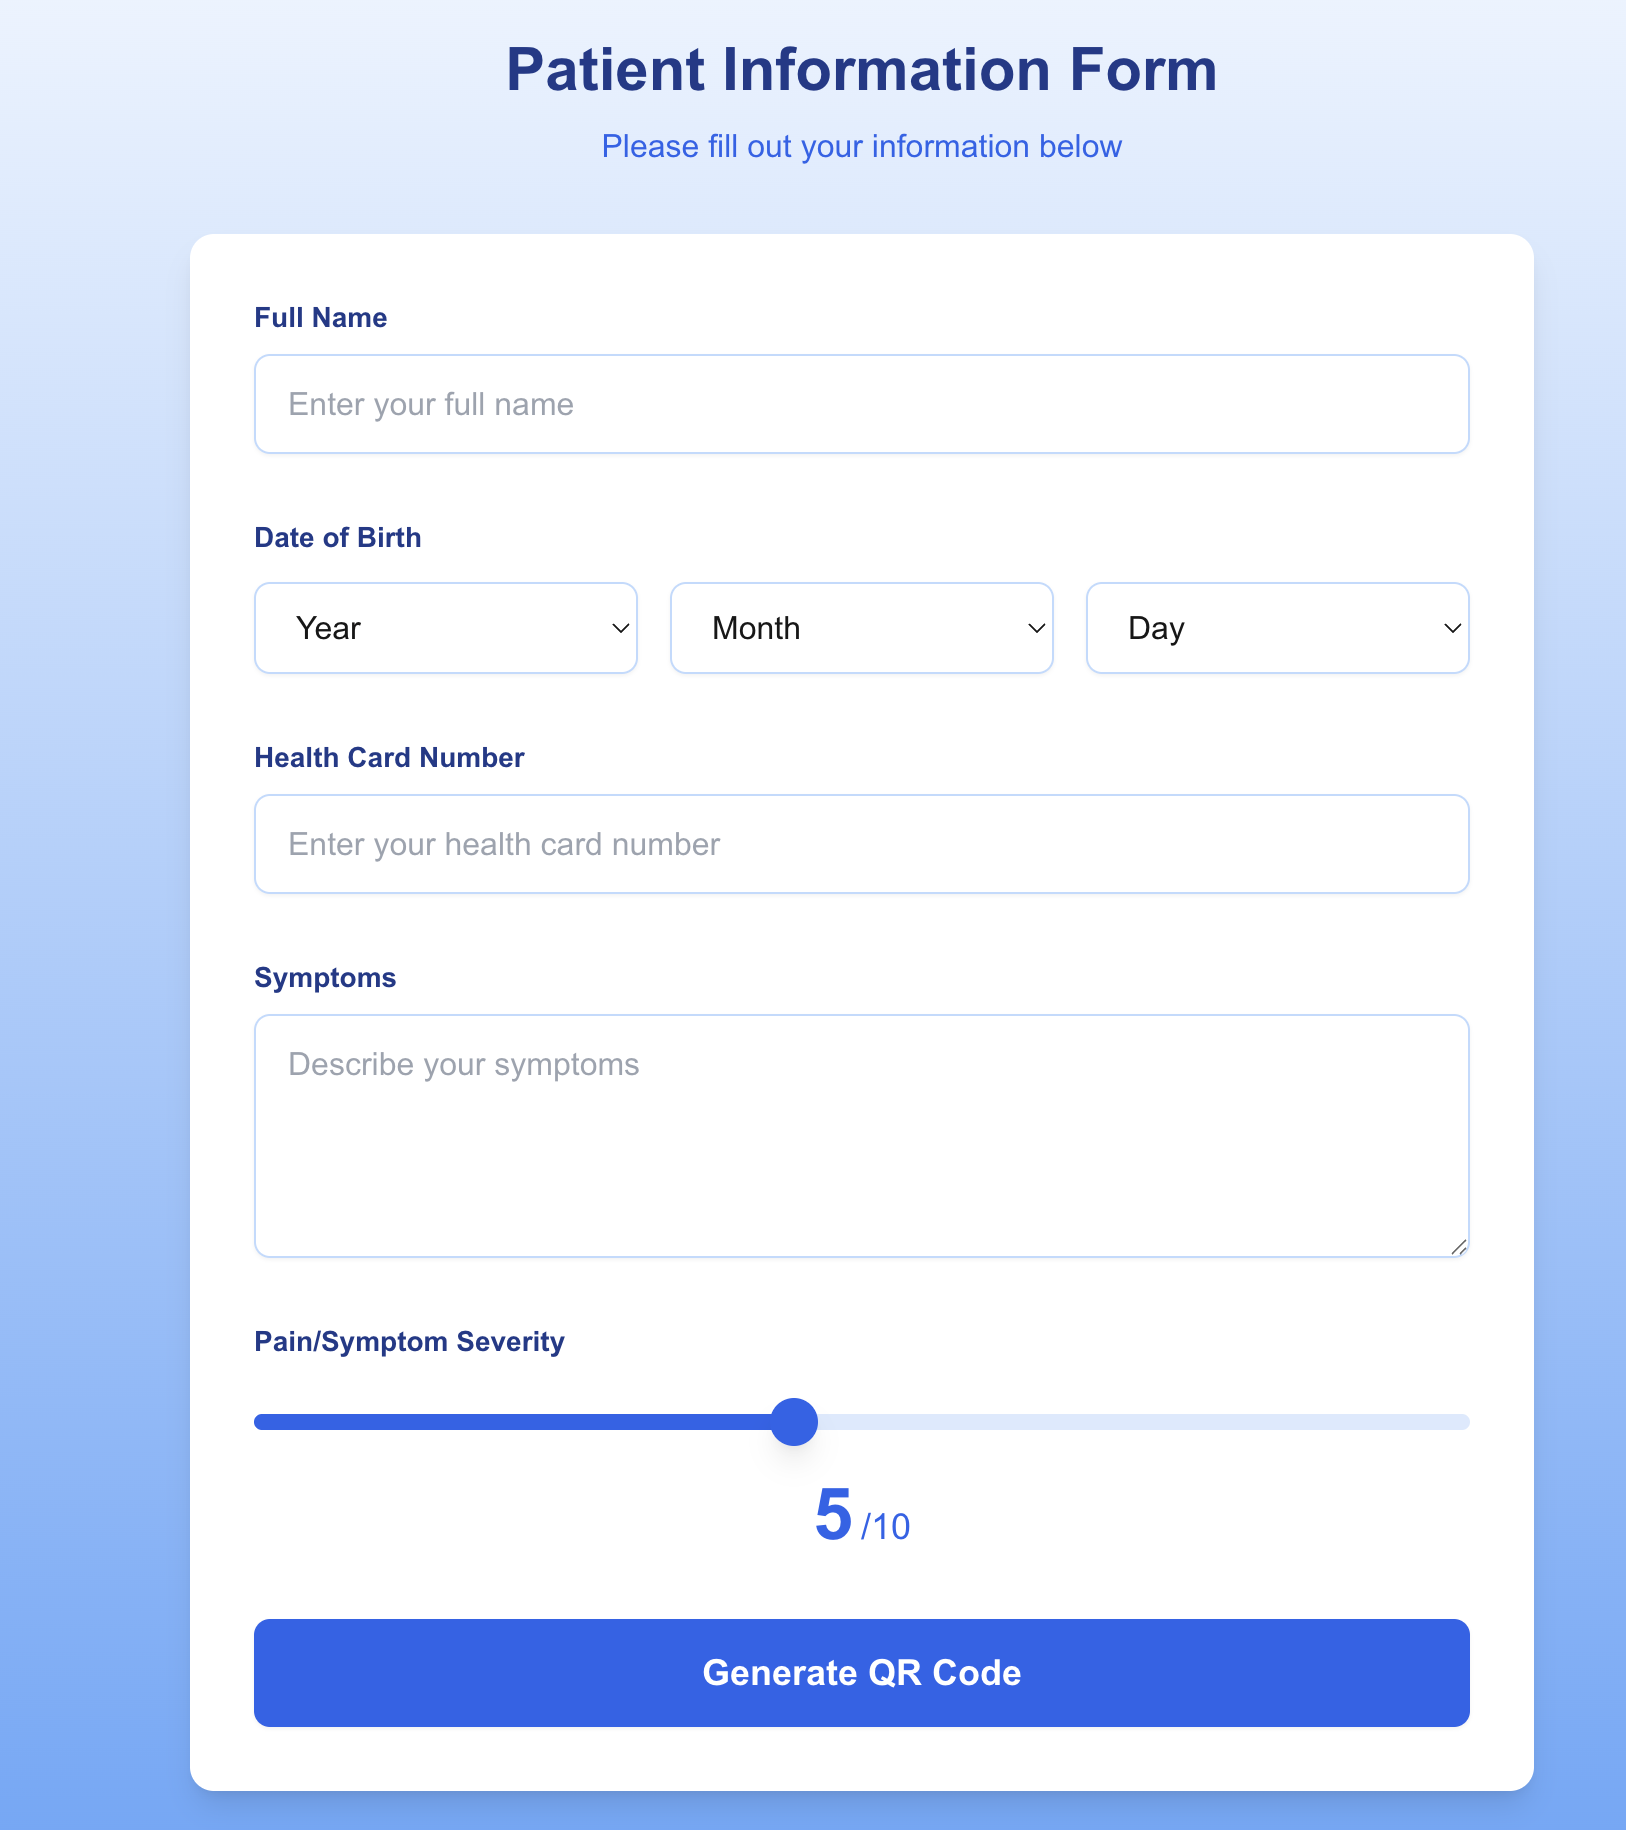 Patient Information Form
Please fill out your information below
Full Name
Enter your full name
Date of Birth
Year Month Day
Health Card Number
Enter your health card number
Symptoms
Describe your symptoms
Pain/Symptom Severity
5 /10
Generate QR Code